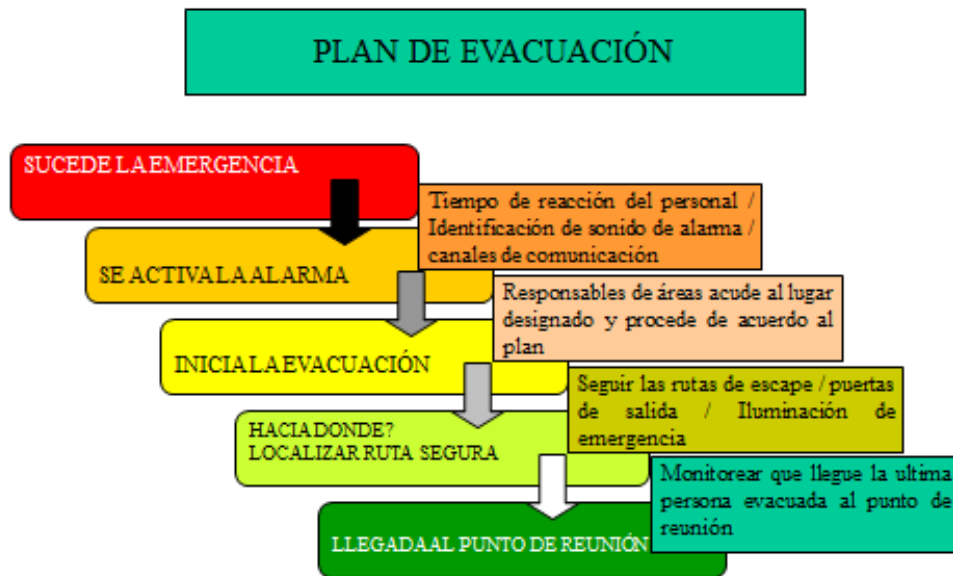 PLAN DE EVACUACIÓN
SUCEDE LA EMERGENCIA
Tiempo de reacción del personal /
Identificación de sonido de alarma /
canales de comunicación
SE ACTIVA LA ALARMA
Responsables de áreas acude al lugar
designado y procede de acuerdo al
plan
INICIA LA EVACUACIÓN
Seguir las rutas de escape / puertas
de salida / Iluminación de
emergencia
HACIA DONDE?
LOCALIZAR RUTA SEGURA
Monitorear que llegue la ultima
persona evacuada al punto de
reunión
LLEGADA AL PUNTO DE REUNIÓN